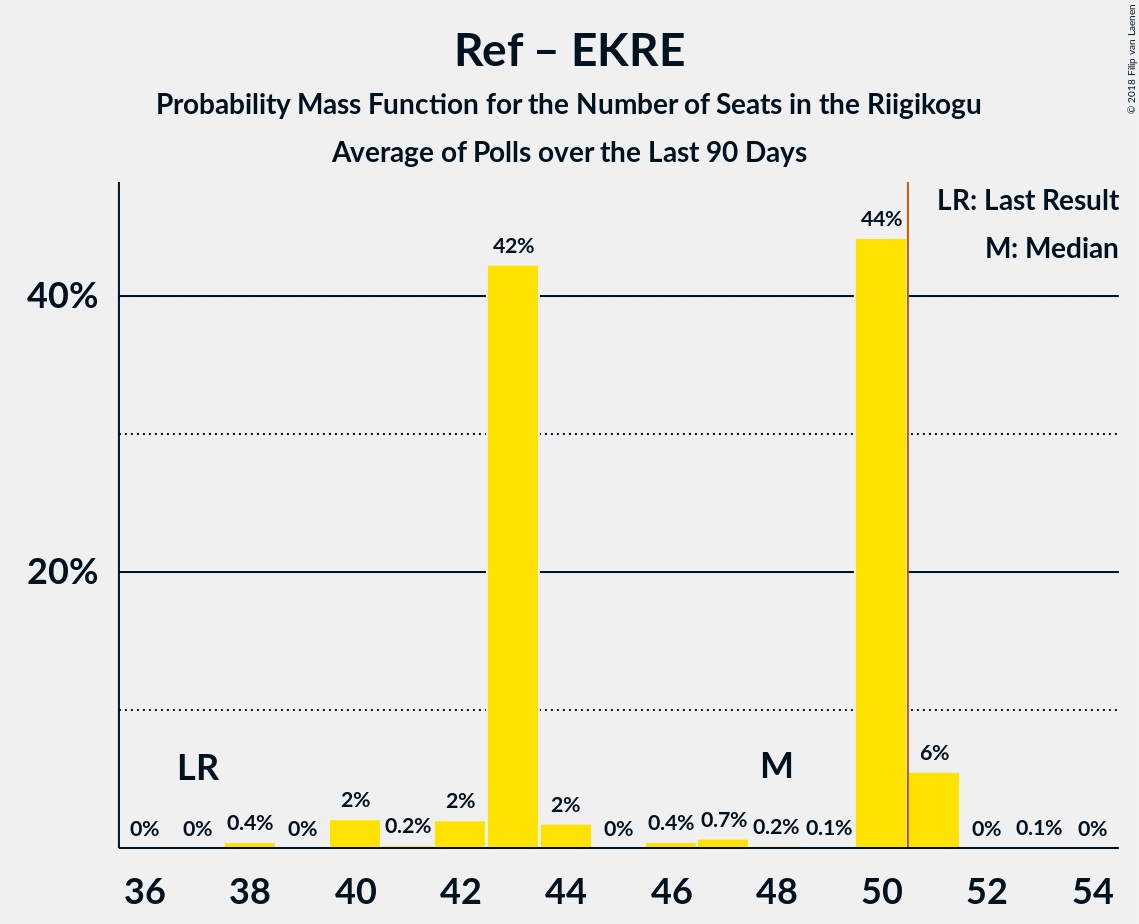 Ref – EKRE
Probability Mass Function for the Number of Seats in the Riigikogu
Average of Polls over the Last 90 Days
© 2018 Filip van Laenen
LR: Last Result
M: Median
40%
20%
0% 0% 0.4% 0% 2% 0.2% 2% 42% 2% 0% 0.4% 0.7% 0.2% 0.1% 44% 6% 0% 0.1% 0%
LR M
36 38 40 42 44 46 48 50 52 54